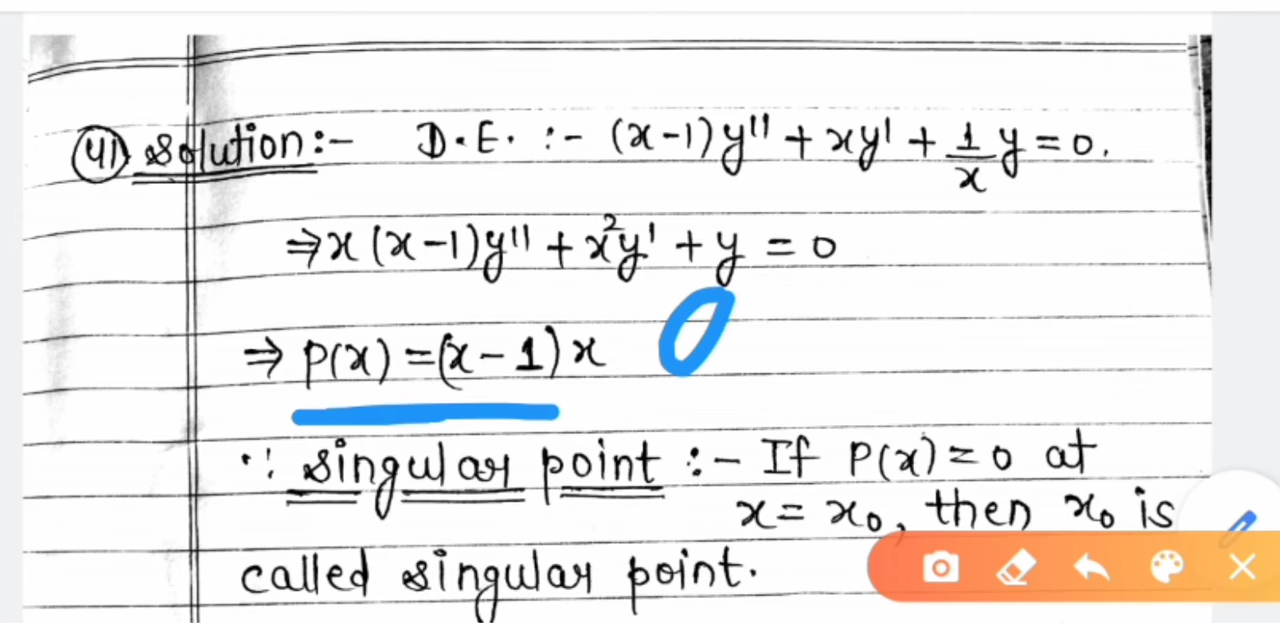 41) solution:- D.E. :- (x-1)y'' + xy' + 1/x y = 0.
⇒ x(x-1)y'' + x²y' + y = 0
⇒ P(x) = (x-1)x
∵ singular point :- If P(x) = 0 at
x = x₀, then x₀ is
called singular point.